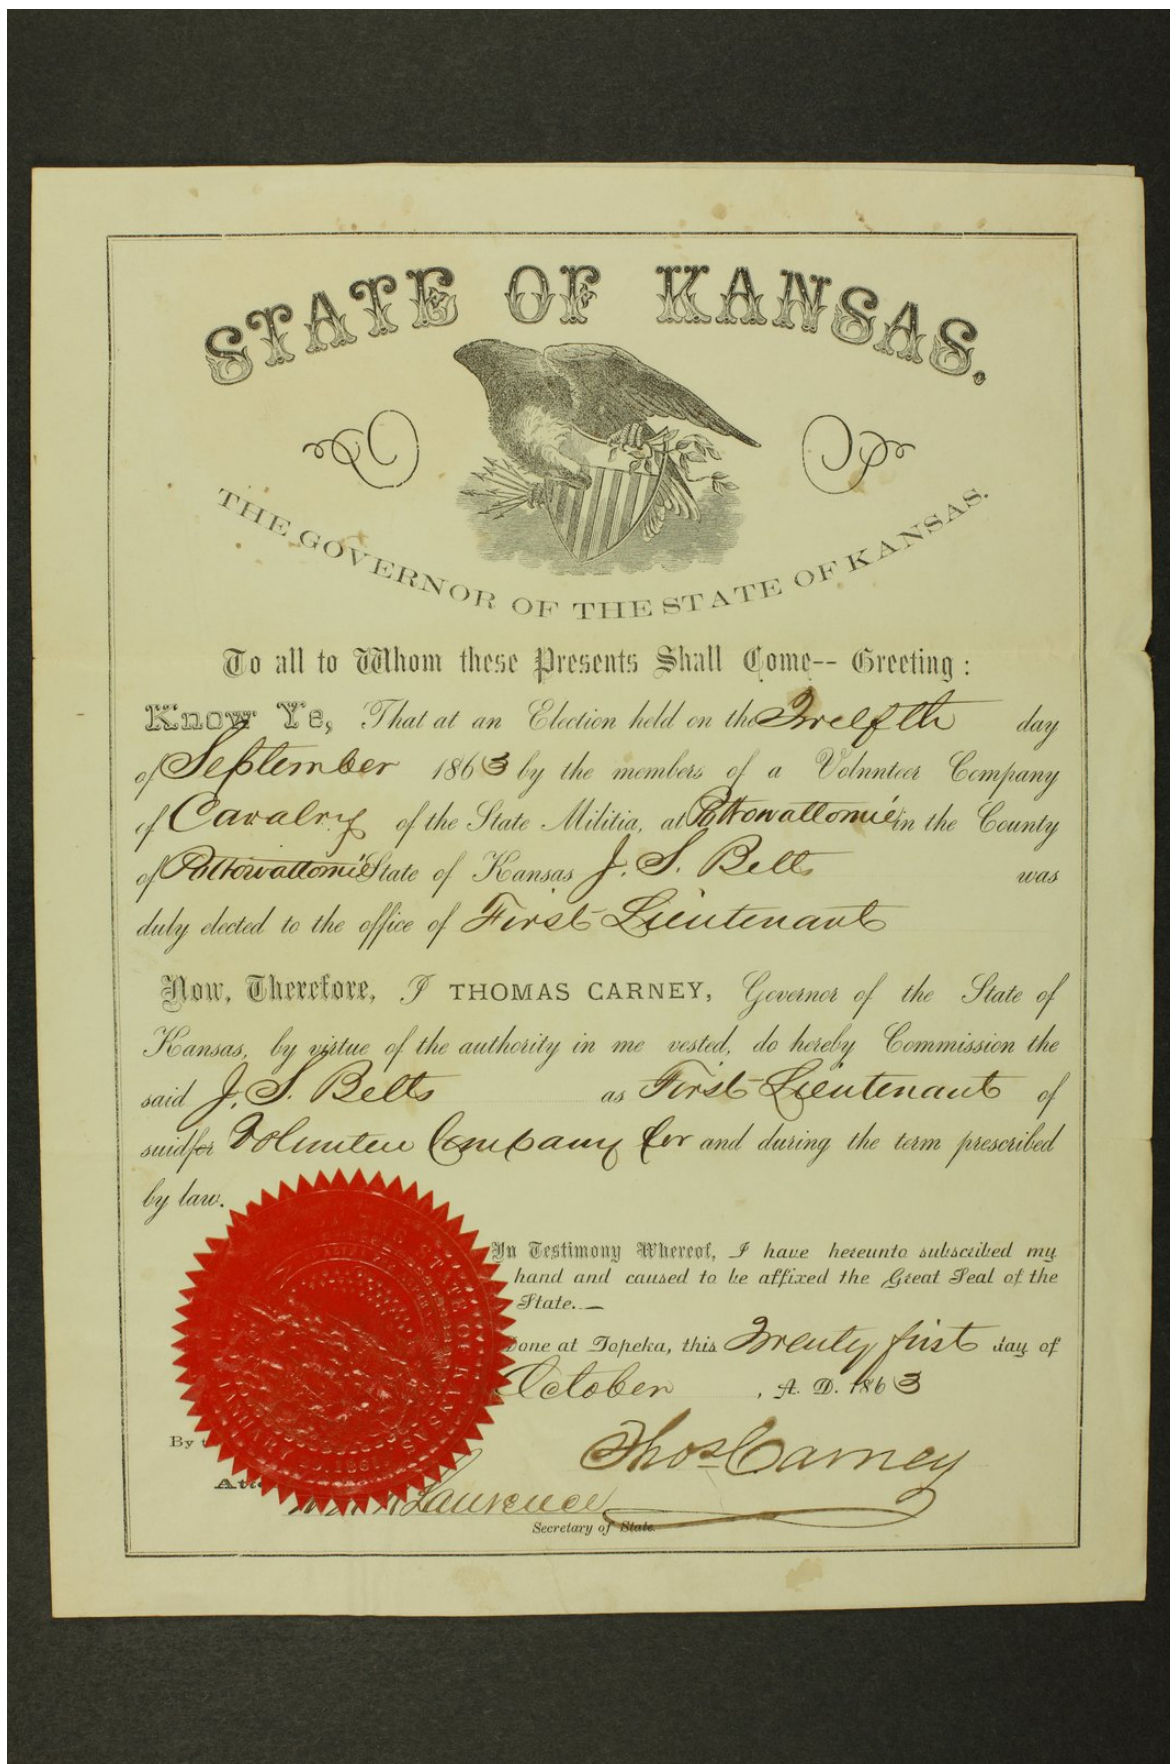 STATE OF KANSAS.
THE GOVERNOR OF THE STATE OF KANSAS.
To all to Whom these Presents Shall Come-- Greeting:
Know Ye, That at an Election held on the Twelfth day
of September 1863 by the members of a Volunteer Company
of Cavalry of the State Militia, at Pottowattomie in the County
of Pottowattomie State of Kansas J. S. Belts was
duly elected to the office of First Lieutenant
Now, Therefore, I THOMAS CARNEY, Governor of the State of
Kansas, by virtue of the authority in me vested, do hereby Commission the
said J. S. Belts as First Lieutenant of
said for Volunteer Company for and during the term prescribed
by law.
In Testimony Whereof, I have hereunto subscribed my
hand and caused to be affixed the Great Seal of the
State.—
Done at Topeka, this Twenty first day of
October, A. D. 1863
By
Thos Carney
Lawrence
Secretary of State.